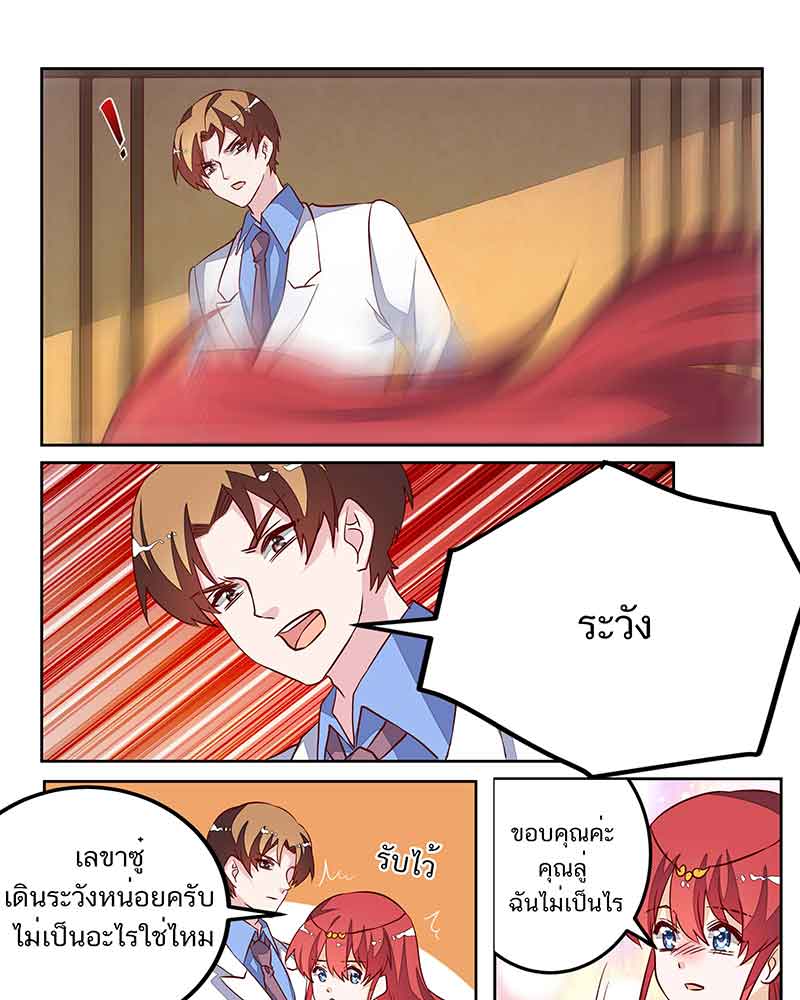 !
ระวัง
เลขาซู่
เดินระวังหน่อยครับ
ไม่เป็นอะไรใช่ไหม
รับไว้
ขอบคุณค่ะ
คุณลู่
ฉันไม่เป็นไร